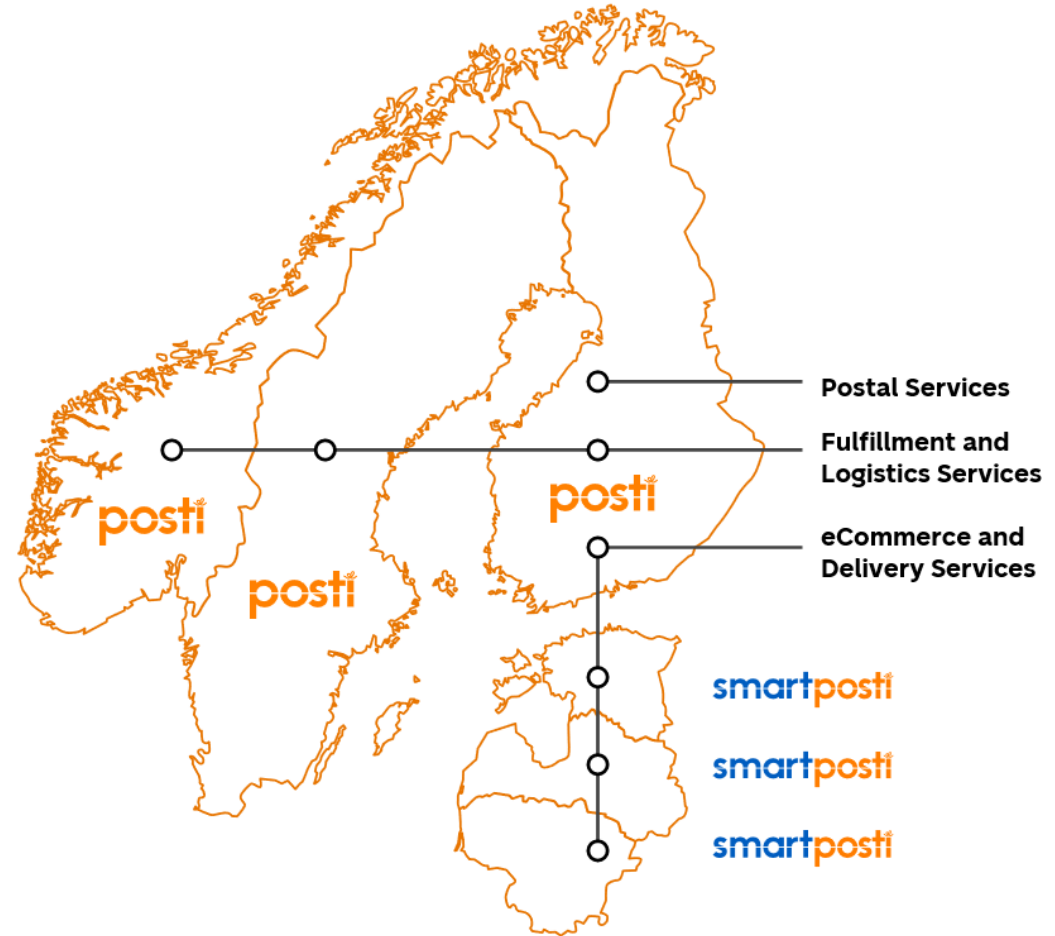 Postal Services
Fulfillment and
Logistics Services
posti
posti
eCommerce and
Delivery Services
posti
smartposti
smartposti
smartposti